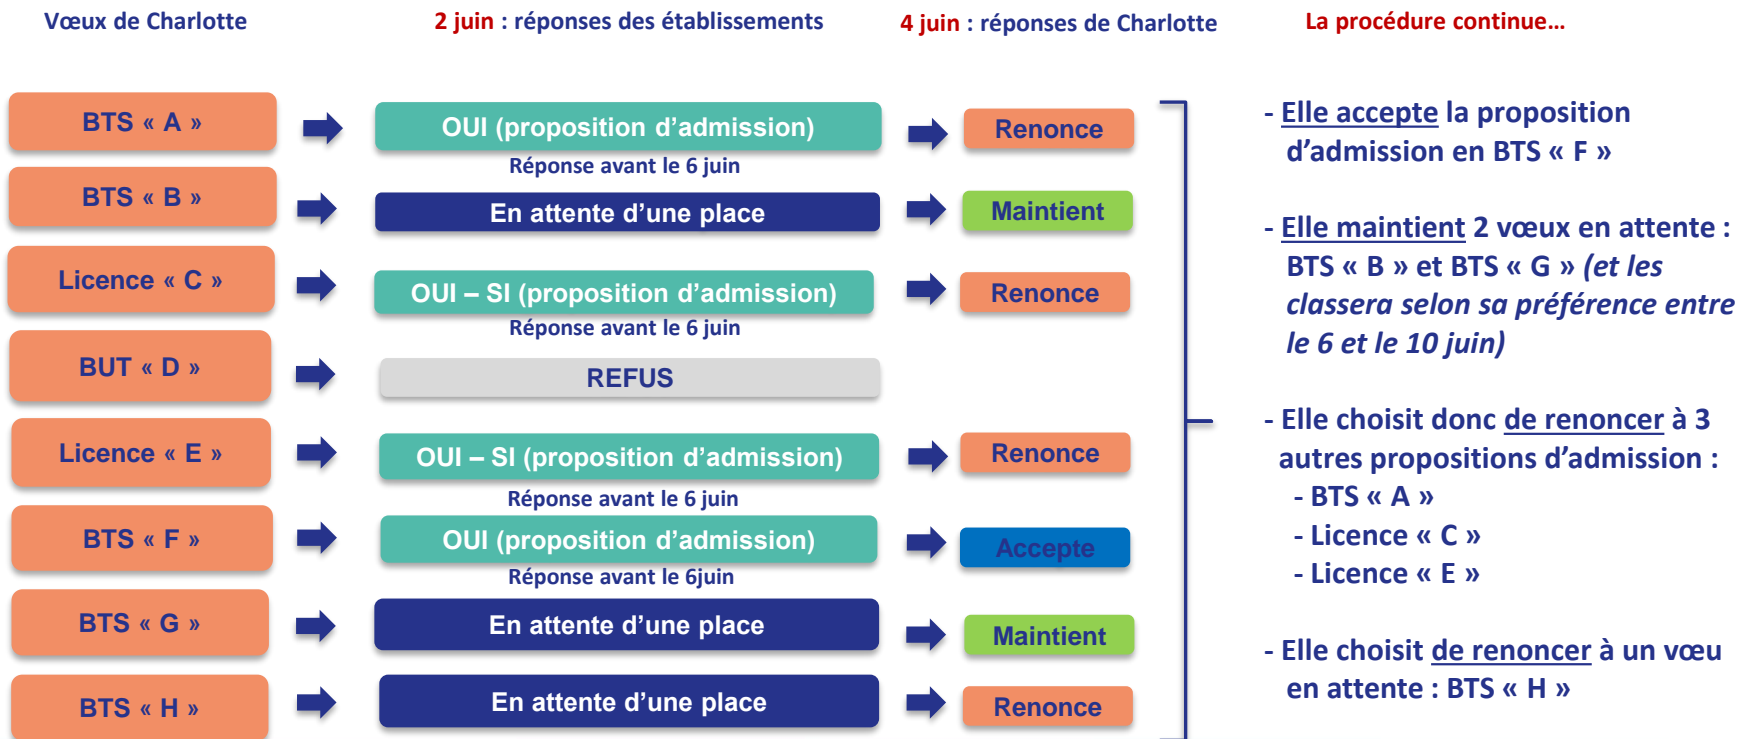 Vœux de Charlotte
2 juin : réponses des établissements
4 juin : réponses de Charlotte
La procédure continue…
BTS « A »
OUI (proposition d’admission)
Réponse avant le 6 juin
Renonce
BTS « B »
En attente d’une place
Maintient
Licence « C »
OUI – SI (proposition d’admission)
Réponse avant le 6 juin
Renonce
BUT « D »
REFUS
Licence « E »
OUI – SI (proposition d’admission)
Réponse avant le 6 juin
Renonce
BTS « F »
OUI (proposition d’admission)
Réponse avant le 6juin
Accepte
BTS « G »
En attente d’une place
Maintient
BTS « H »
En attente d’une place
Renonce
- Elle accepte la proposition
d’admission en BTS « F »
- Elle maintient 2 vœux en attente :
BTS « B » et BTS « G » (et les
classera selon sa préférence entre
le 6 et le 10 juin)
- Elle choisit donc de renoncer à 3
autres propositions d’admission :
- BTS « A »
- Licence « C »
- Licence « E »
- Elle choisit de renoncer à un vœu
en attente : BTS « H »